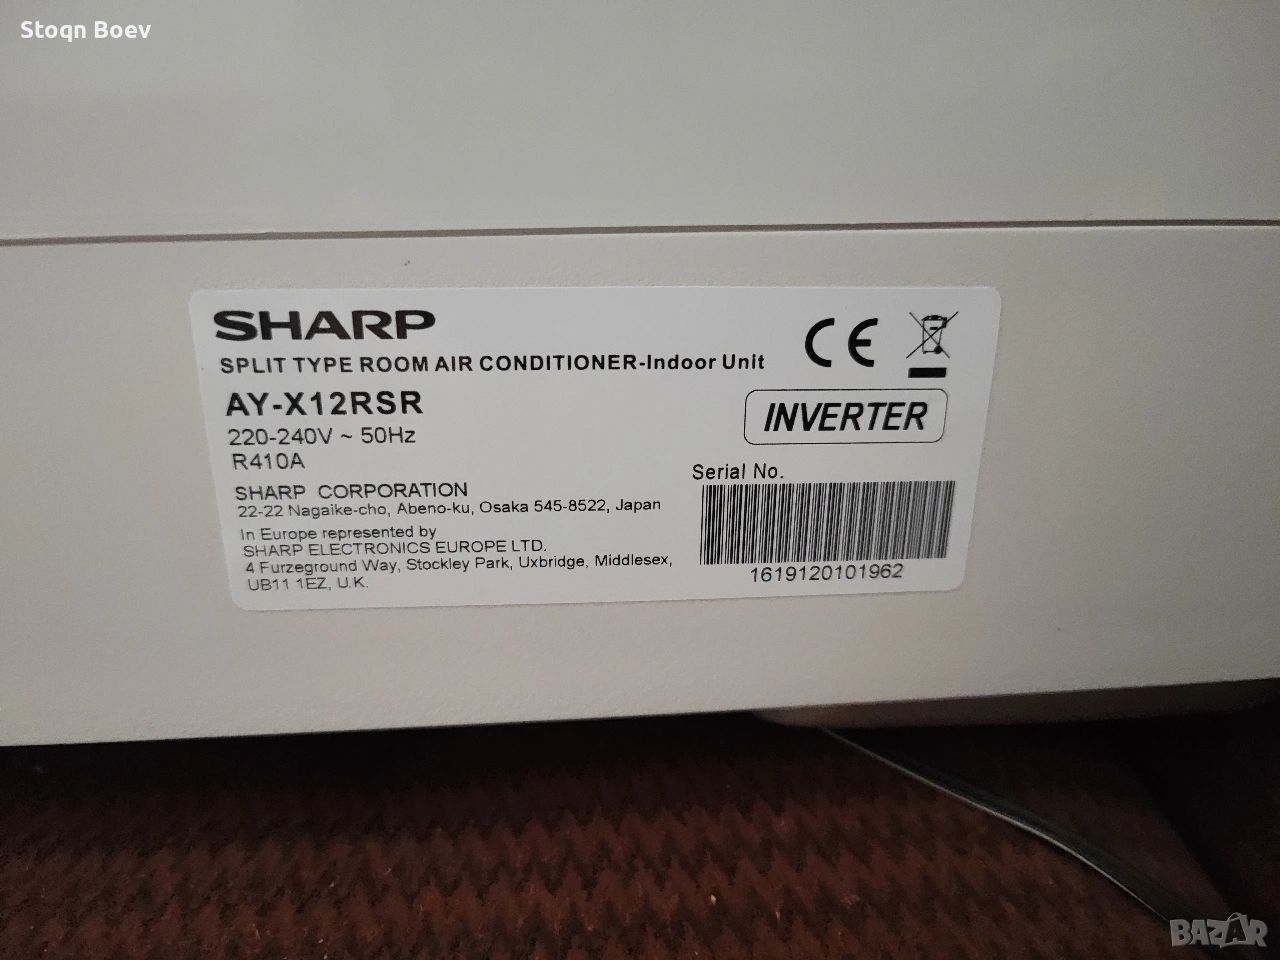 Stoqn Boev
SHARP
SPLIT TYPE ROOM AIR CONDITIONER-Indoor Unit
CE
AY-X12RSR
INVERTER
220-240V ~ 50Hz
R410A
Serial No.
SHARP CORPORATION
22-22 Nagaike-cho, Abeno-ku, Osaka 545-8522, Japan
In Europe represented by
SHARP ELECTRONICS EUROPE LTD.
4 Furzeground Way, Stockley Park, Uxbridge, Middlesex,
UB11 1EZ, U.K.
1619120101962
BAZAR